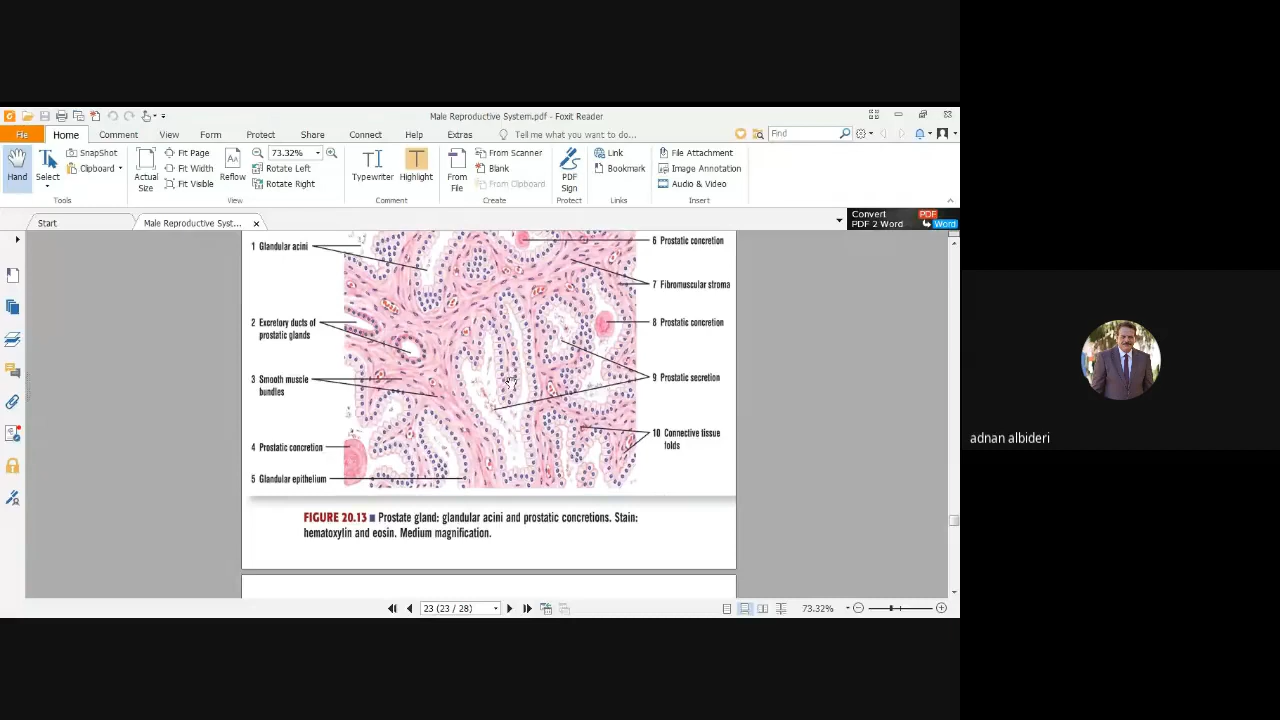 Male Reproductive System.pdf - Foxit Reader
File Home Comment View Form Protect Share Connect Help Extras Tell me what you want to do... Find
SnapShot Fit Page 73.32% From Scanner Link File Attachment
Clipboard Fit Width Rotate Left Blank Bookmark Image Annotation
Fit Visible Rotate Right From Clipboard Audio & Video
Hand Select Actual Size Reflow Typewriter Highlight From File PDF Sign
Tools View Comment Create Protect Links Insert
Start Male Reproductive Syst... Convert PDF
PDF 2 Word Word
1 Glandular acini
2 Excretory ducts of
prostatic glands
3 Smooth muscle
bundles
4 Prostatic concretion
5 Glandular epithelium
6 Prostatic concretion
7 Fibromuscular stroma
8 Prostatic concretion
9 Prostatic secretion
10 Connective tissue
folds
FIGURE 20.13 ■ Prostate gland: glandular acini and prostatic concretions. Stain:
hematoxylin and eosin. Medium magnification.
23 (23 / 28) 73.32%
adnan albideri